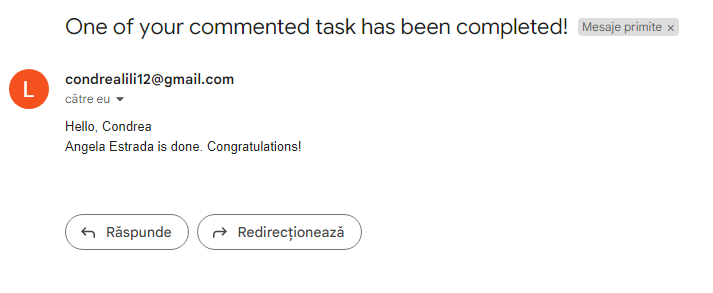 One of your commented task has been completed! Mesaje primite ×
L
condrealili12@gmail.com
către eu
Hello, Condrea
Angela Estrada is done. Congratulations!
Răspunde Redirecționează